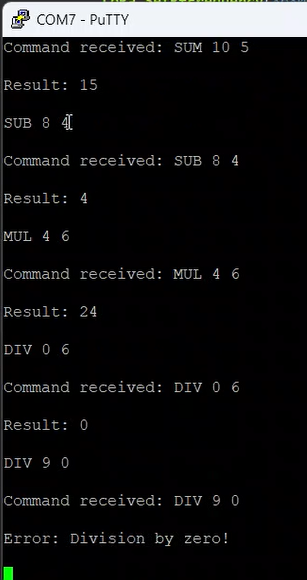 COM7 - PuTTY
Command received: SUM 10 5
Result: 15
SUB 8 4
Command received: SUB 8 4
Result: 4
MUL 4 6
Command received: MUL 4 6
Result: 24
DIV 0 6
Command received: DIV 0 6
Result: 0
DIV 9 0
Command received: DIV 9 0
Error: Division by zero!